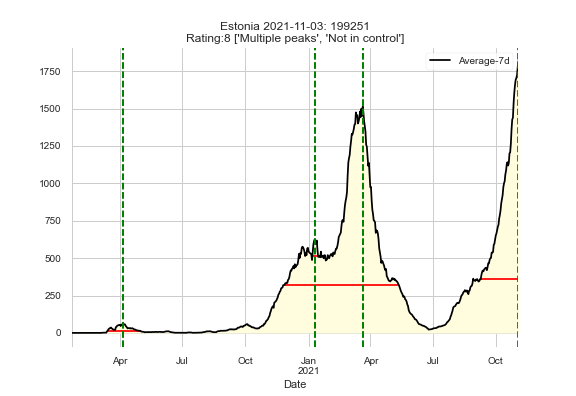 Estonia 2021-11-03: 199251
Rating:8 ['Multiple peaks', 'Not in control']
Average-7d
1750
1500
1250
1000
750
500
250
0
Apr Jul Oct Jan Apr Jul Oct
2021
Date